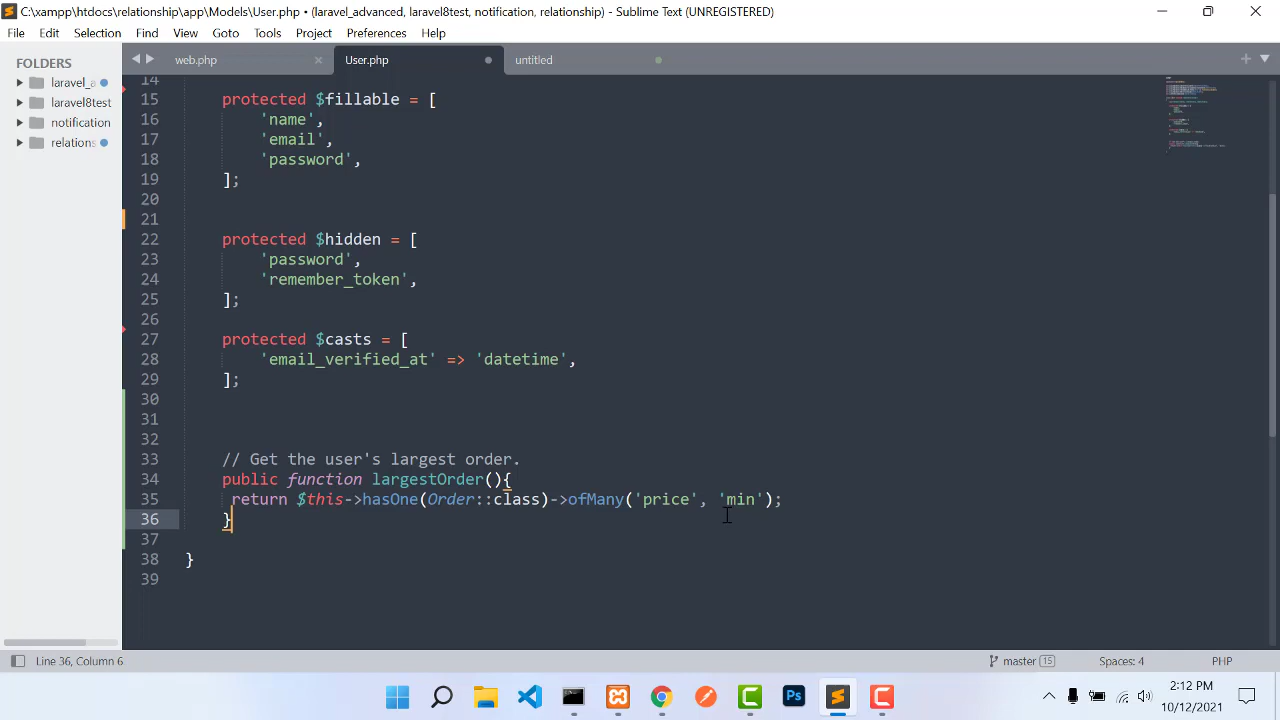 C:\xampp\htdocs\relationship\app\Models\User.php • (laravel_advanced, laravel8test, notification, relationship) - Sublime Text (UNREGISTERED)
File Edit Selection Find View Goto Tools Project Preferences Help
FOLDERS
laravel_a
laravel8test
notification
relations
web.php
User.php
untitled
14
15 protected $fillable = [
16 'name',
17 'email',
18 'password',
19 ];
20
21
22 protected $hidden = [
23 'password',
24 'remember_token',
25 ];
26
27 protected $casts = [
28 'email_verified_at' => 'datetime',
29 ];
30
31
32
33 // Get the user's largest order.
34 public function largestOrder(){
35 return $this->hasOne(Order::class)->ofMany('price', 'min');
36 }
37
38 }
39
Line 36, Column 6
master 15
Spaces: 4
PHP
2:12 PM
10/12/2021